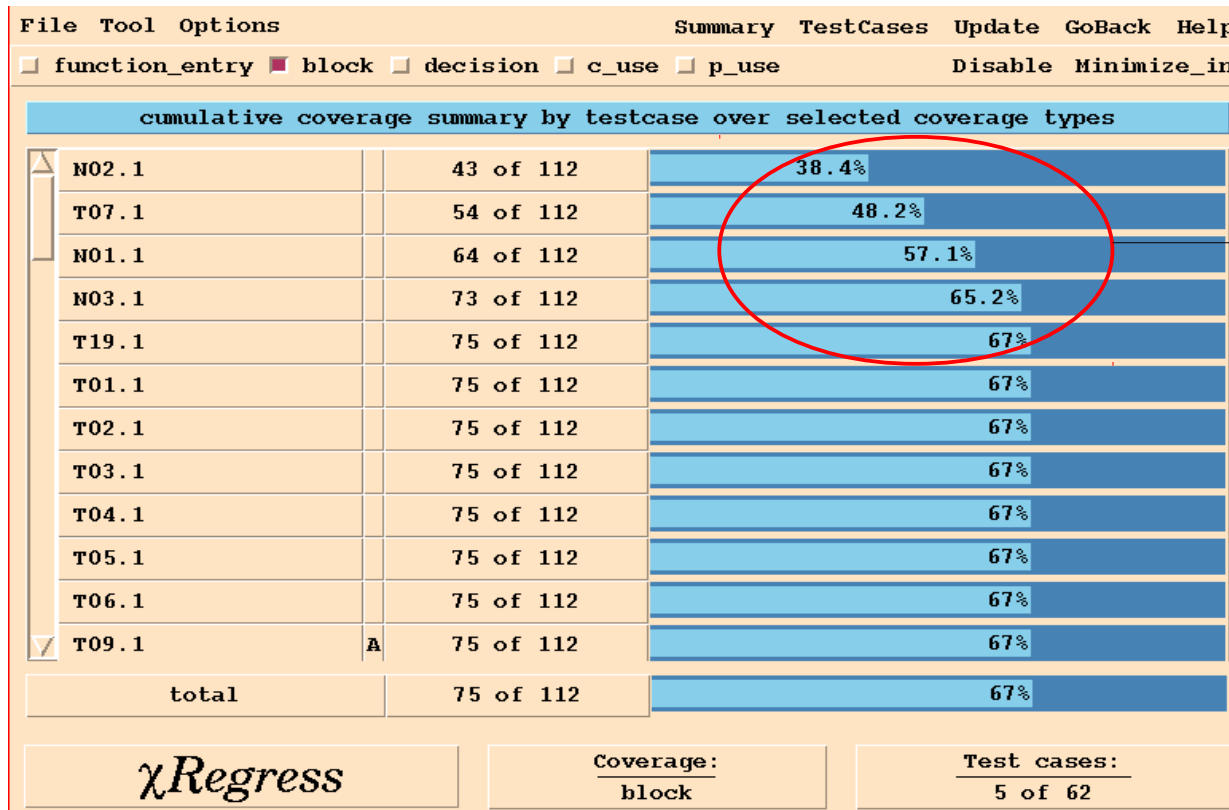 File Tool Options Summary TestCases Update GoBack Help
function_entry block decision c_use p_use Disable Minimize_in
cumulative coverage summary by testcase over selected coverage types
N02.1 43 of 112 38.4%
T07.1 54 of 112 48.2%
N01.1 64 of 112 57.1%
N03.1 73 of 112 65.2%
T19.1 75 of 112 67%
T01.1 75 of 112 67%
T02.1 75 of 112 67%
T03.1 75 of 112 67%
T04.1 75 of 112 67%
T05.1 75 of 112 67%
T06.1 75 of 112 67%
T09.1 A 75 of 112 67%
total 75 of 112 67%
χRegress Coverage: Test cases:
block 5 of 62